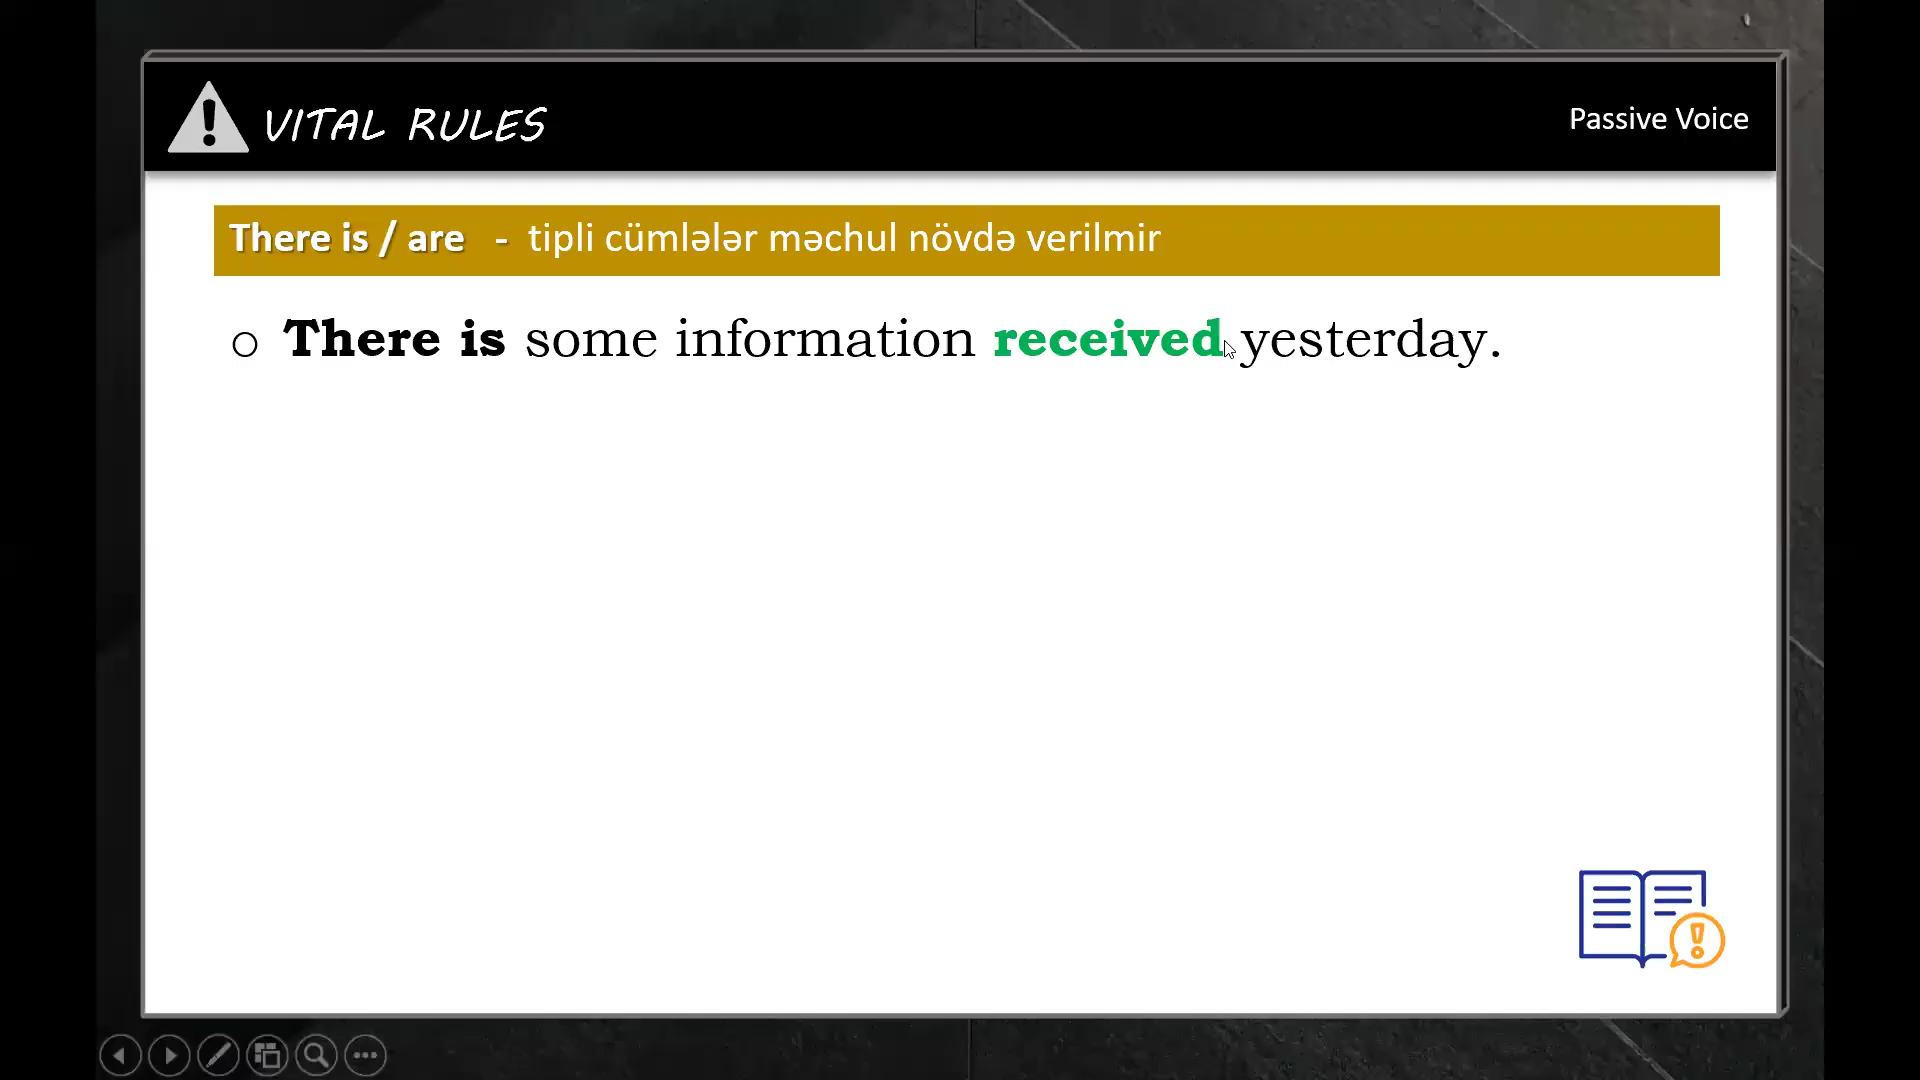 VITAL RULES
Passive Voice
There is / are - tipli cümlələr məchul növdə verilmir
There is some information received yesterday.